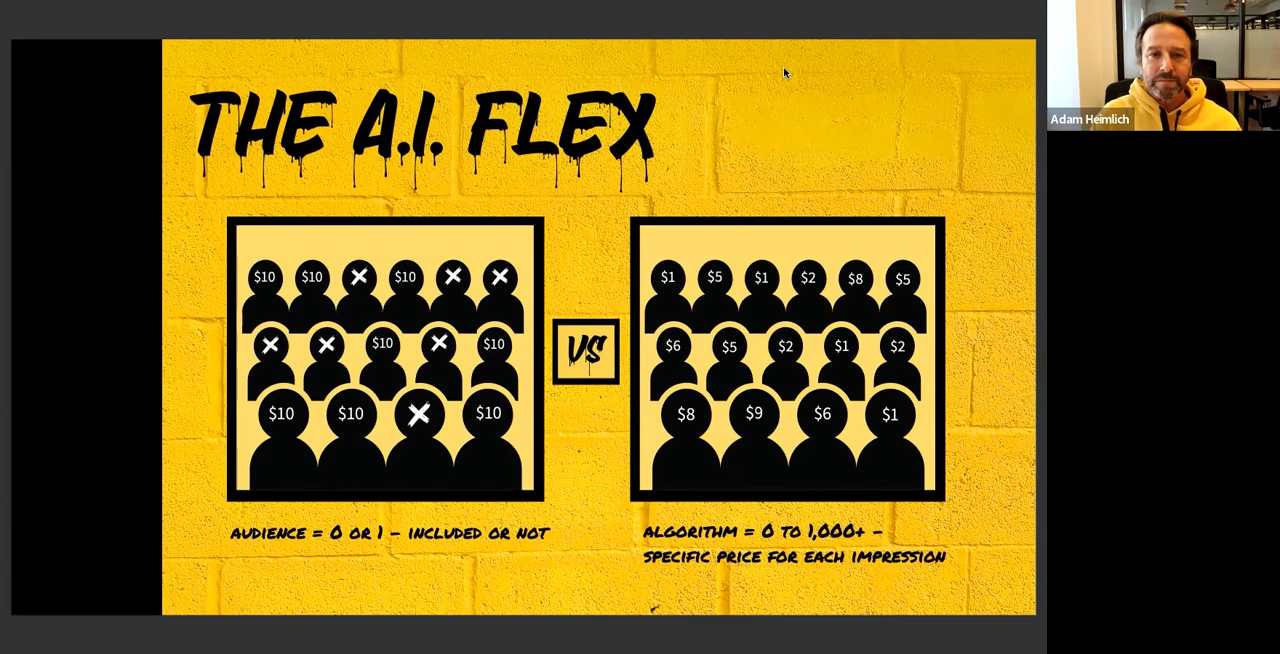 THE A.I. FLEX
$10 $10 $10
$10 $10
$10 $10 $10
AUDIENCE = 0 OR 1 – INCLUDED OR NOT
VS
$1 $5 $1 $2 $8 $5
$6 $5 $2 $1 $2
$8 $9 $6 $1
ALGORITHM = 0 TO 1,000+ –
SPECIFIC PRICE FOR EACH IMPRESSION
Adam Heimlich